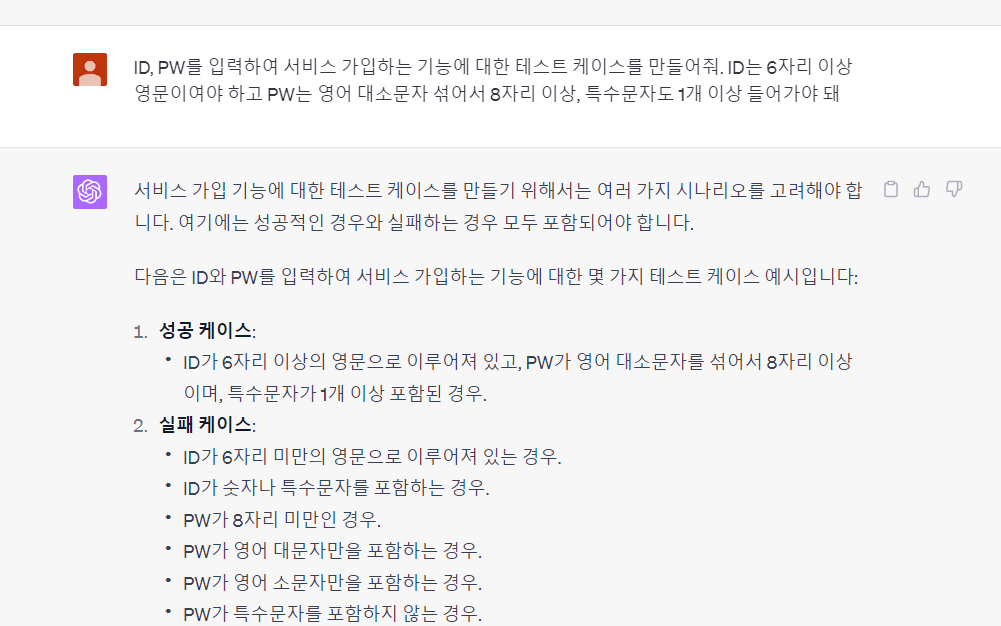 ID, PW를 입력하여 서비스 가입하는 기능에 대한 테스트 케이스를 만들어줘. ID는 6자리 이상
영문이여야 하고 PW는 영어 대소문자 섞어서 8자리 이상, 특수문자도 1개 이상 들어가야 돼
서비스 가입 기능에 대한 테스트 케이스를 만들기 위해서는 여러 가지 시나리오를 고려해야 합
니다. 여기에는 성공적인 경우와 실패하는 경우 모두 포함되어야 합니다.
다음은 ID와 PW를 입력하여 서비스 가입하는 기능에 대한 몇 가지 테스트 케이스 예시입니다:
1. 성공 케이스:
• ID가 6자리 이상의 영문으로 이루어져 있고, PW가 영어 대소문자를 섞어서 8자리 이상
이며, 특수문자가 1개 이상 포함된 경우.
2. 실패 케이스:
• ID가 6자리 미만의 영문으로 이루어져 있는 경우.
• ID가 숫자나 특수문자를 포함하는 경우.
• PW가 8자리 미만인 경우.
• PW가 영어 대문자만을 포함하는 경우.
• PW가 영어 소문자만을 포함하는 경우.
• PW가 특수문자를 포함하지 않는 경우.